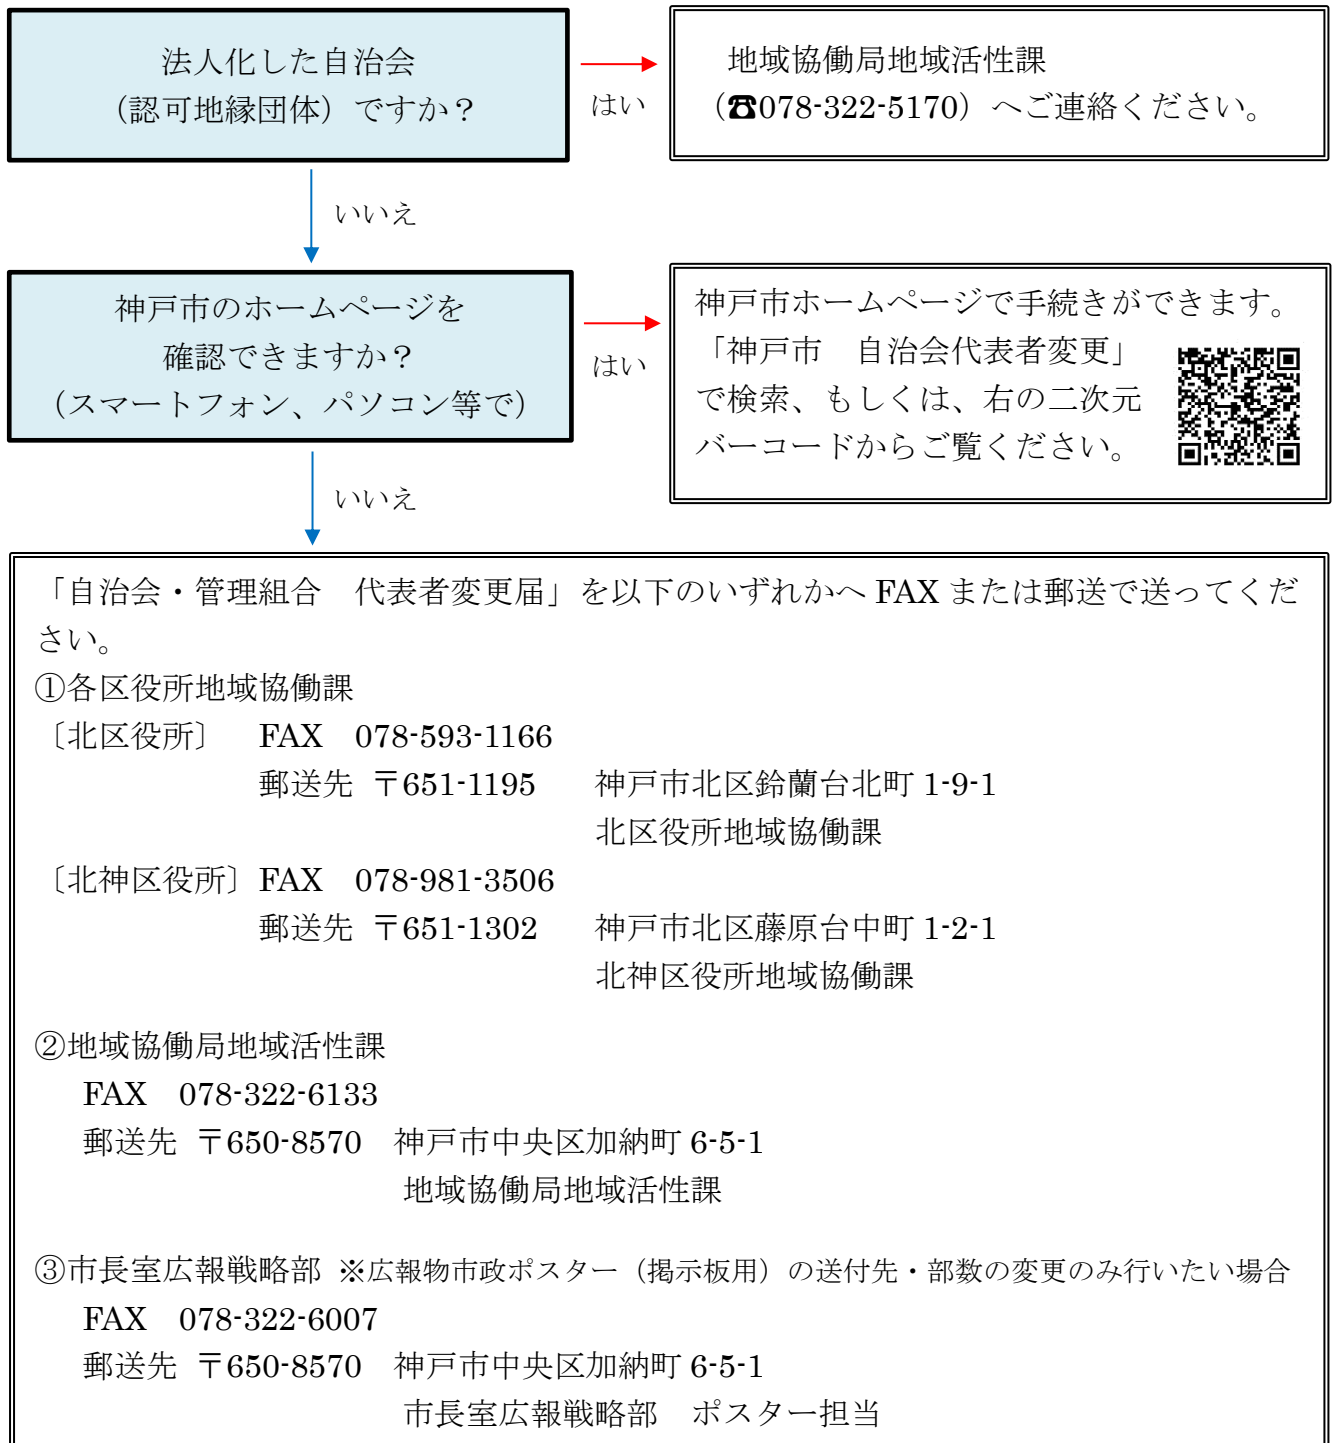 法人化した自治会
（認可地縁団体）ですか？
はい
地域協働局地域活性課
（☎078-322-5170）へご連絡ください。
いいえ
神戸市のホームページを
確認できますか？
（スマートフォン、パソコン等で）
はい
神戸市ホームページで手続きができます。
「神戸市　自治会代表者変更」
で検索、もしくは、右の二次元
バーコードからご覧ください。
いいえ
「自治会・管理組合　代表者変更届」を以下のいずれかへ FAX または郵送で送ってくだ
さい。
①各区役所地域協働課
〔北区役所〕　FAX　078-593-1166
郵送先 〒651-1195　神戸市北区鈴蘭台北町 1-9-1
北区役所地域協働課
〔北神区役所〕FAX　078-981-3506
郵送先 〒651-1302　神戸市北区藤原台中町 1-2-1
北神区役所地域協働課
②地域協働局地域活性課
FAX　078-322-6133
郵送先 〒650-8570　神戸市中央区加納町 6-5-1
地域協働局地域活性課
③市長室広報戦略部 ※広報物市政ポスター（掲示板用）の送付先・部数の変更のみ行いたい場合
FAX　078-322-6007
郵送先 〒650-8570　神戸市中央区加納町 6-5-1
市長室広報戦略部　ポスター担当